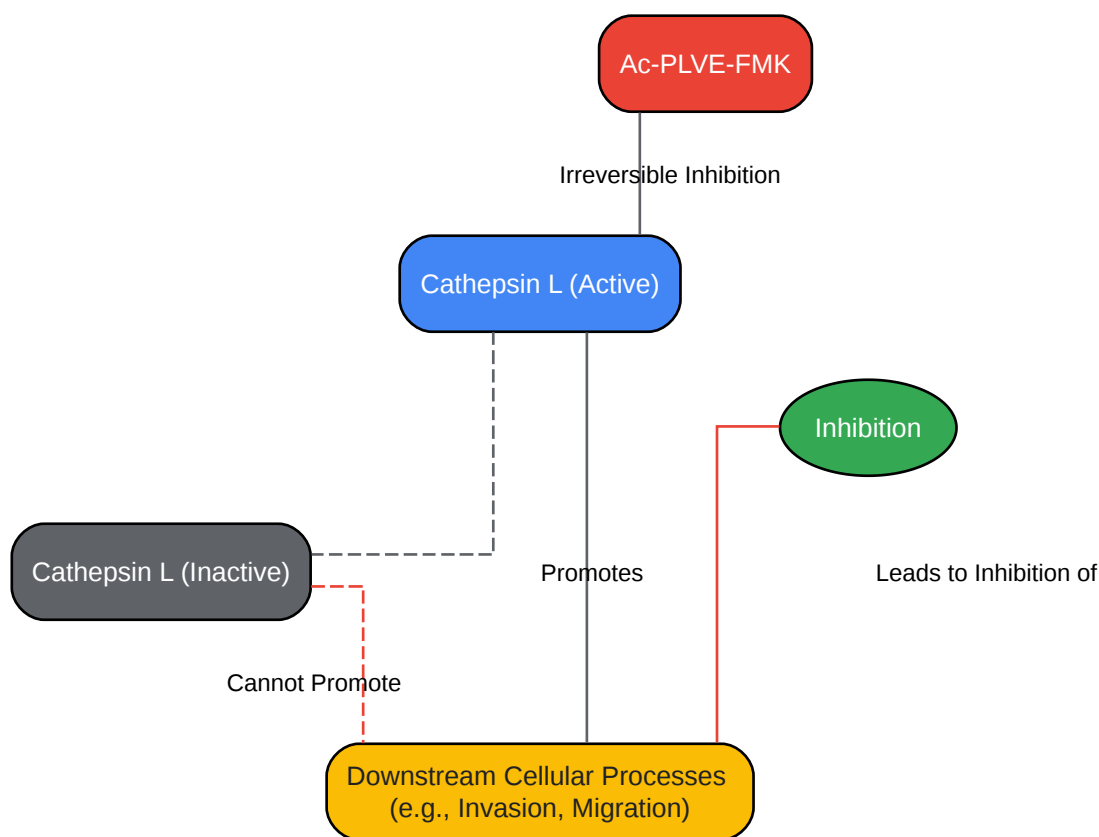 Ac-PLVE-FMK
Irreversible Inhibition
Cathepsin L (Active)
Inhibition
Cathepsin L (Inactive)
Promotes
Leads to Inhibition of
Cannot Promote
Downstream Cellular Processes
(e.g., Invasion, Migration)